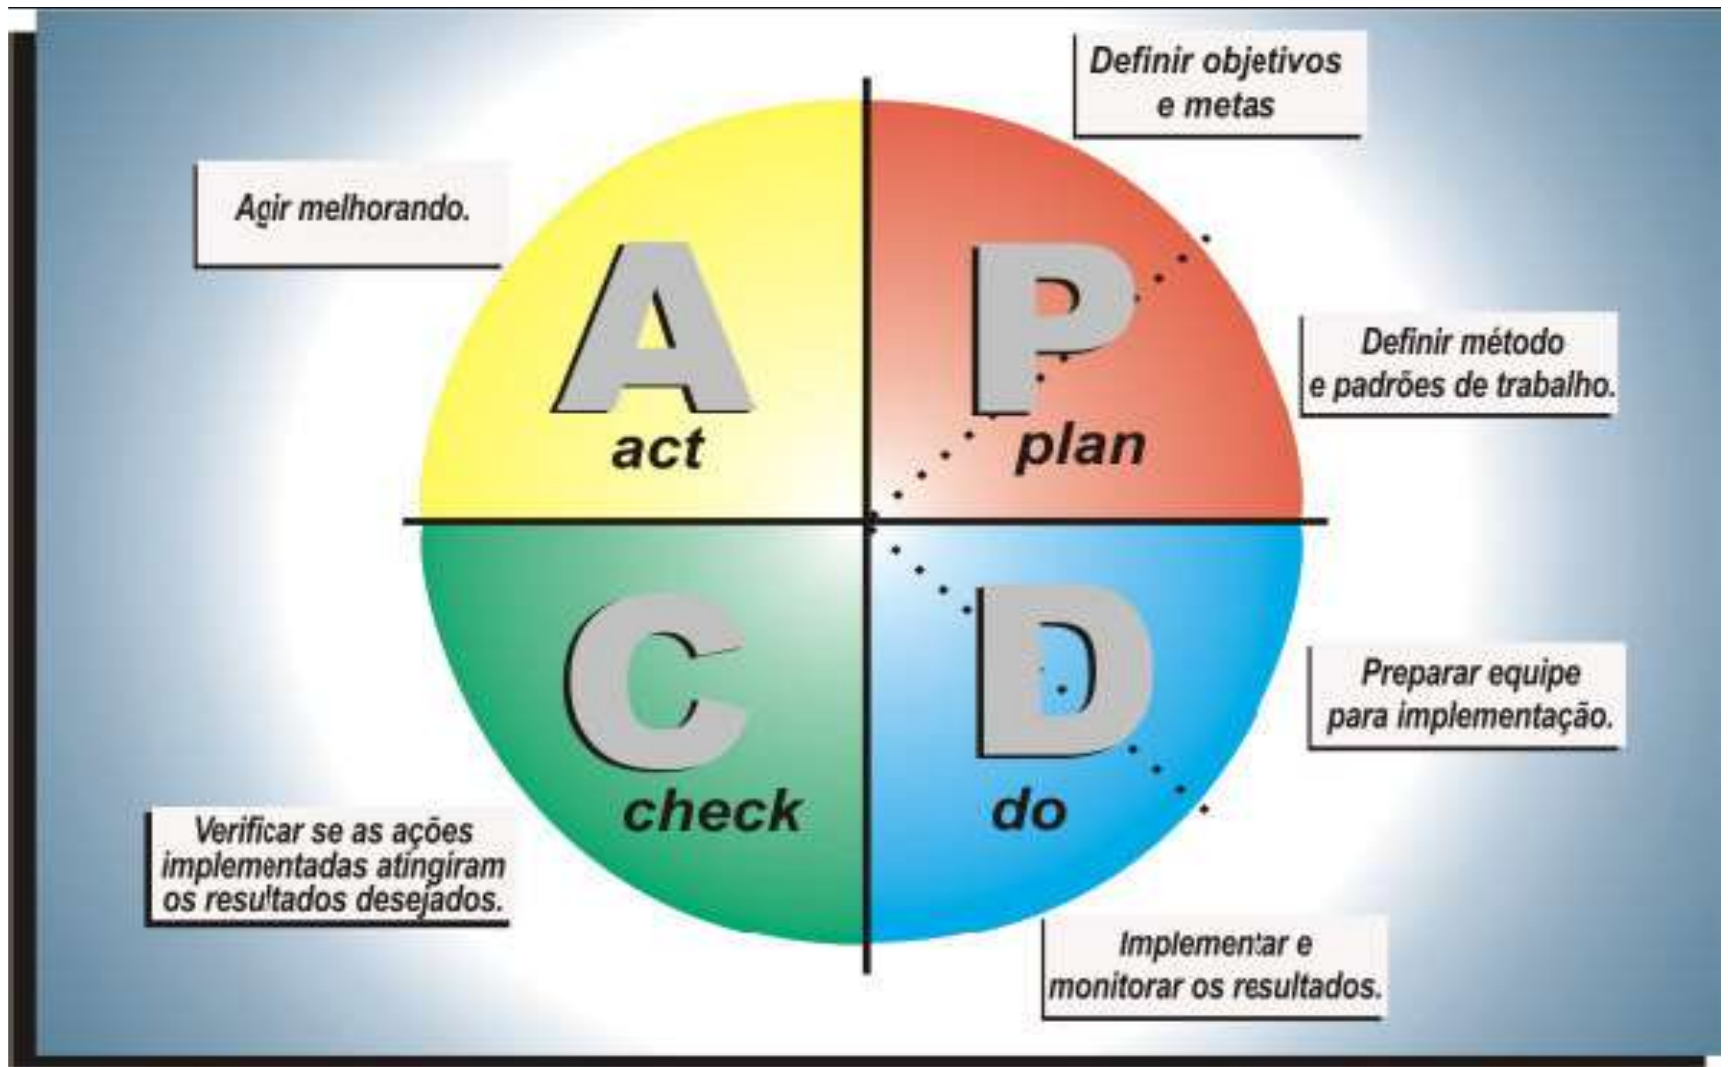 Definir objetivos
e metas
Agir melhorando.
A
act
P
plan
Definir método
e padrões de trabalho.
C
check
D
do
Preparar equipe
para implementação.
Verificar se as ações
implementadas atingiram
os resultados desejados.
Implementar e
monitorar os resultados.